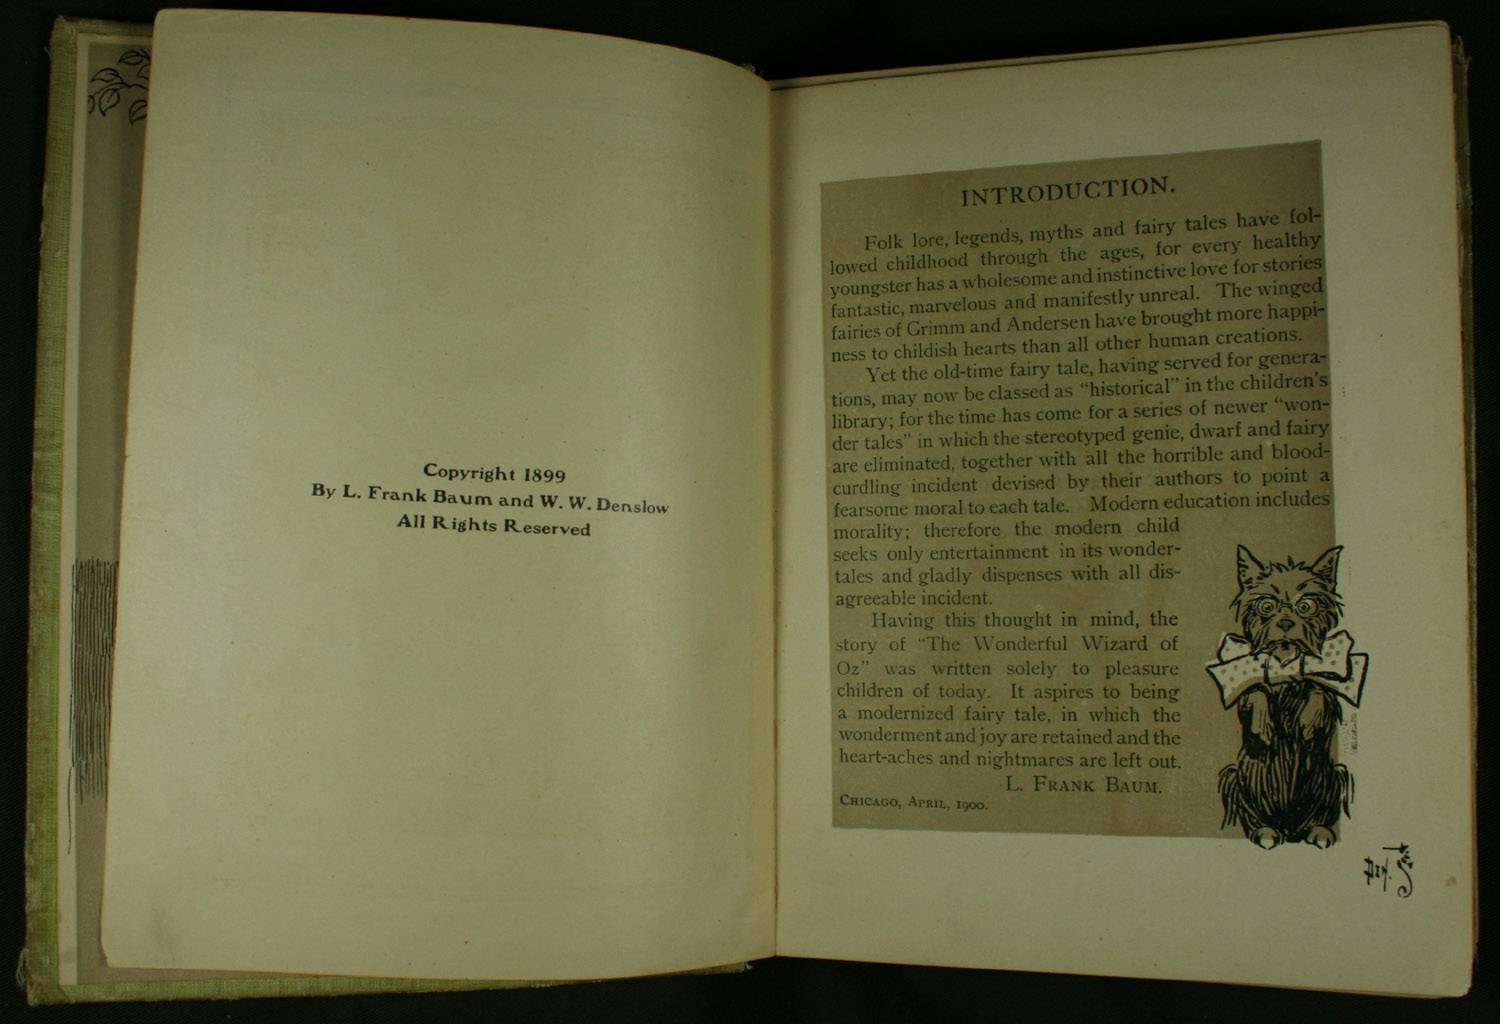 Copyright 1899
By L. Frank Baum and W. W. Denslow
All Rights Reserved
INTRODUCTION.
Folk lore, legends, myths and fairy tales have fol-
lowed childhood through the ages, for every healthy
youngster has a wholesome and instinctive love for stories
fantastic, marvelous and manifestly unreal. The winged
fairies of Grimm and Andersen have brought more happi-
ness to childish hearts than all other human creations.
Yet the old-time fairy tale, having served for genera-
tions, may now be classed as "historical" in the children's
library; for the time has come for a series of newer "won-
der tales" in which the stereotyped genie, dwarf and fairy
are eliminated, together with all the horrible and blood-
curdling incident devised by their authors to point a
fearsome moral to each tale. Modern education includes
morality; therefore the modern child
seeks only entertainment in its wonder-
tales and gladly dispenses with all dis-
agreeable incident.
Having this thought in mind, the
story of "The Wonderful Wizard of
Oz" was written solely to pleasure
children of today. It aspires to being
a modernized fairy tale, in which the
wonderment and joy are retained and the
heart-aches and nightmares are left out.
L. FRANK BAUM.
CHICAGO, APRIL, 1900.